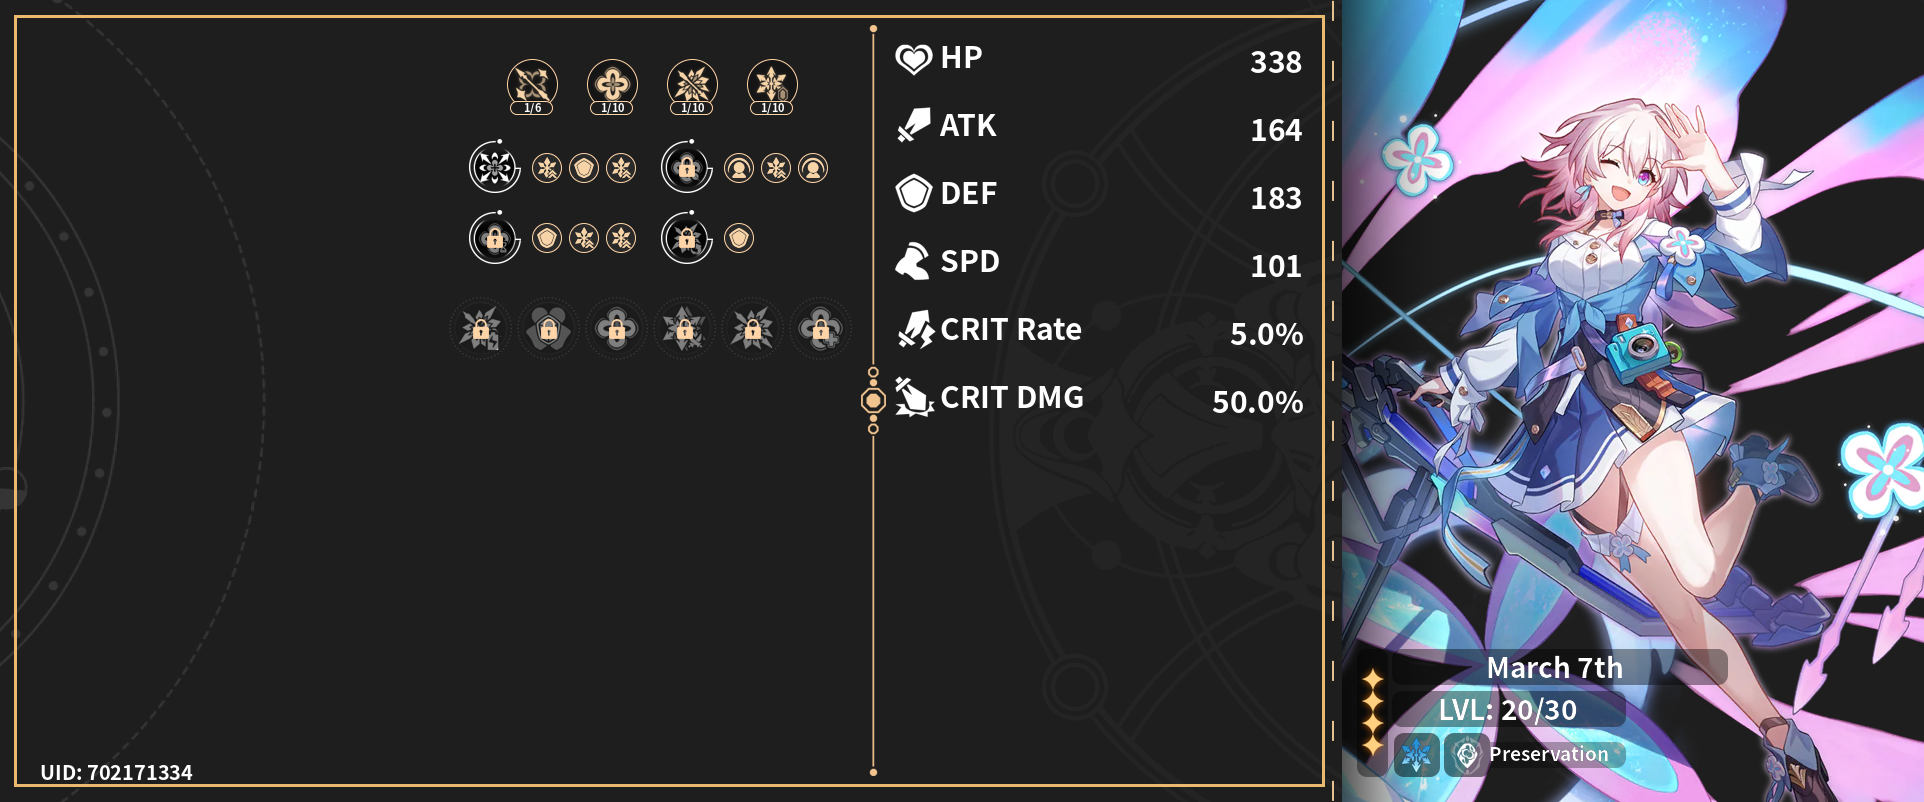 1/6
1/10
1/10
1/10
HP 338
ATK 164
DEF 183
SPD 101
CRIT Rate 5.0%
CRIT DMG 50.0%
March 7th
LVL: 20/30
Preservation
UID: 702171334